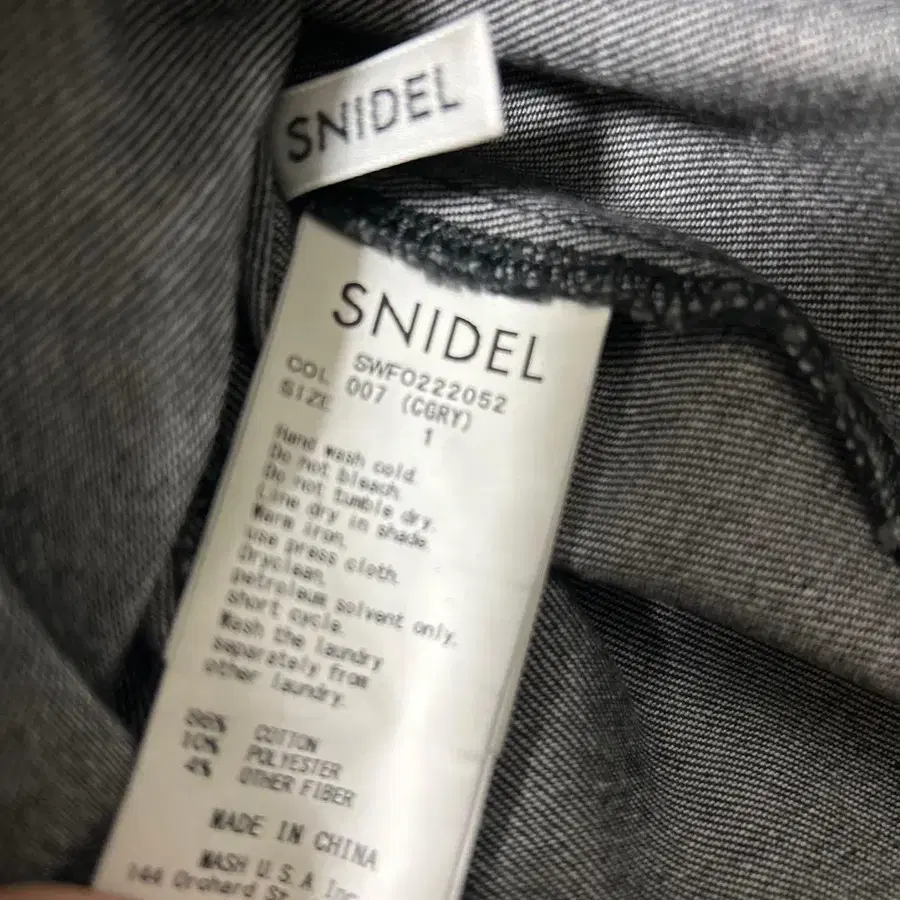 SNIDEL
SNIDEL
SWFO222052
COL 007 (CGRY)
SIZE 1
Hand wash cold.
Do not bleach.
Do not tumble dry.
Line dry in shade.
Warm iron,
use press cloth.
Dryclean,
petroleum solvent only.
short cycle.
Wash the laundry
separately from
other laundry.
86% COTTON
10% POLYESTER
4% OTHER FIBER
MADE IN CHINA
MASH U.S.A Inc.
144 Orchard St